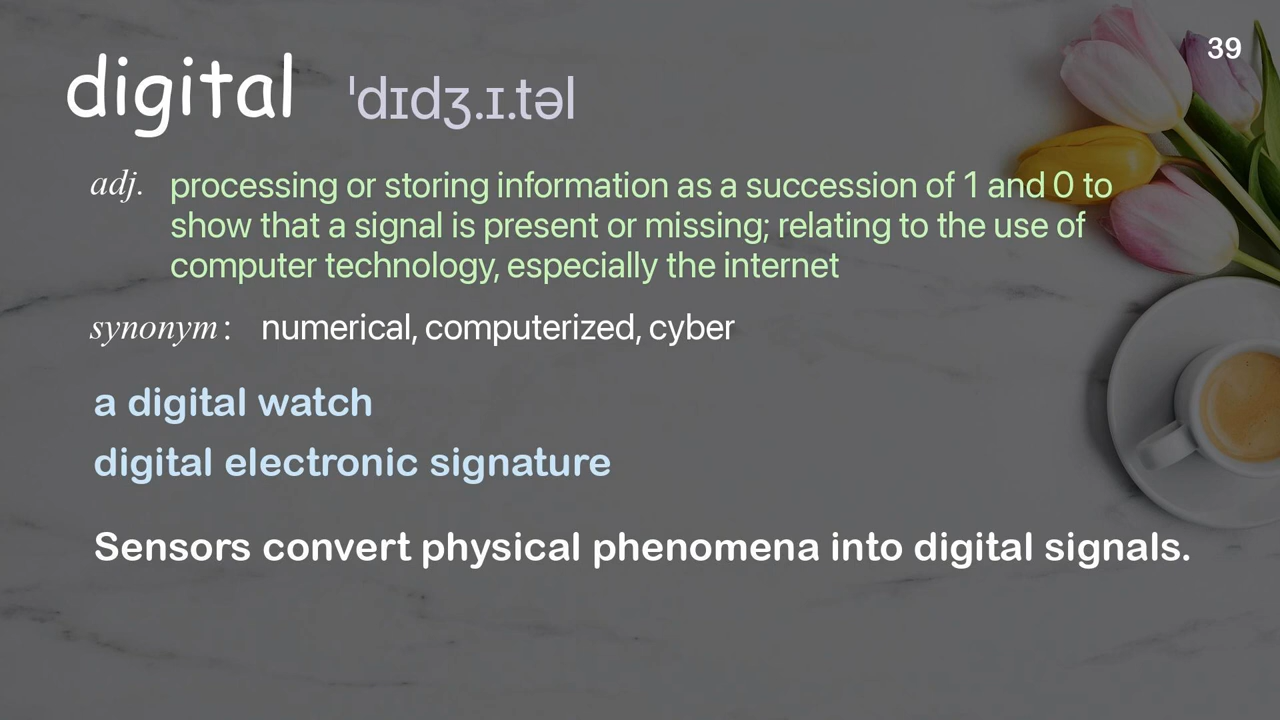 39
digital ˈdɪdʒ.ɪ.təl
adj. processing or storing information as a succession of 1 and 0 to
show that a signal is present or missing; relating to the use of
computer technology, especially the internet
synonym: numerical, computerized, cyber
a digital watch
digital electronic signature
Sensors convert physical phenomena into digital signals.